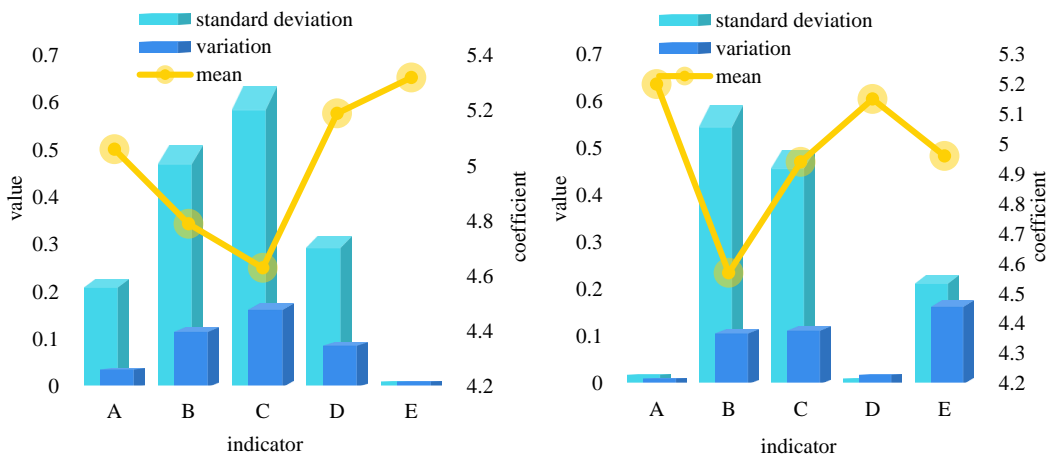 standard deviation
variation
mean
0.7
0.6
0.5
0.4
0.3
0.2
0.1
0
value
5.4
5.2
5
4.8
4.6
4.4
4.2
coefficient
A B C D E
indicator
standard deviation
variation
mean
0.7
0.6
0.5
0.4
0.3
0.2
0.1
0
value
5.3
5.2
5.1
5
4.9
4.8
4.7
4.6
4.5
4.4
4.3
4.2
coefficient
A B C D E
indicator